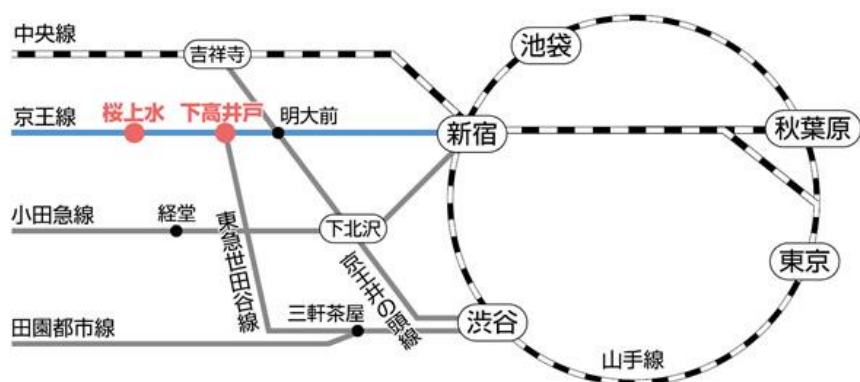 中央線
吉祥寺
池袋
京王線
桜上水
下高井戸
明大前
新宿
秋葉原
小田急線
経堂
下北沢
東急世田谷線
京王井の頭線
東京
田園都市線
三軒茶屋
渋谷
山手線